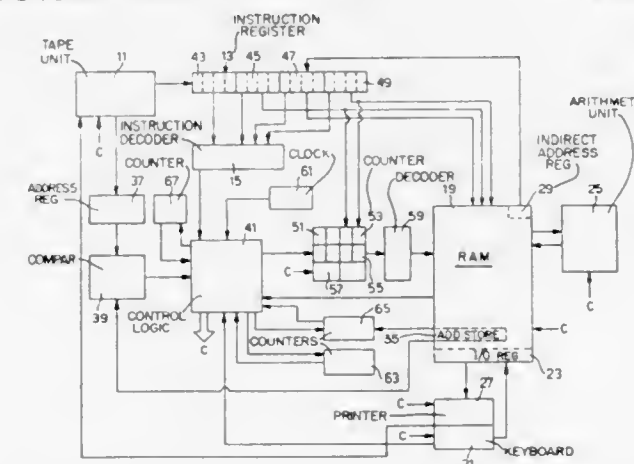 INSTRUCTION
REGISTER
TAPE
UNIT
11
43
13
45
47
49
ARITHMETIC
UNIT
INSTRUCTION
DECODER
15
C
COUNTER
CLOCK
61
COUNTER
DECODER
INDIRECT
ADDRESS
REG
ADDRESS
REG
37
67
51
53
59
19
29
25
RAM
COMPAR
39
41
57
55
C
CONTROL
LOGIC
C
65
35
ADD STORE
C
C
COUNTERS
63
I/O REG
23
PRINTER
27
C
C
KEYBOARD
21